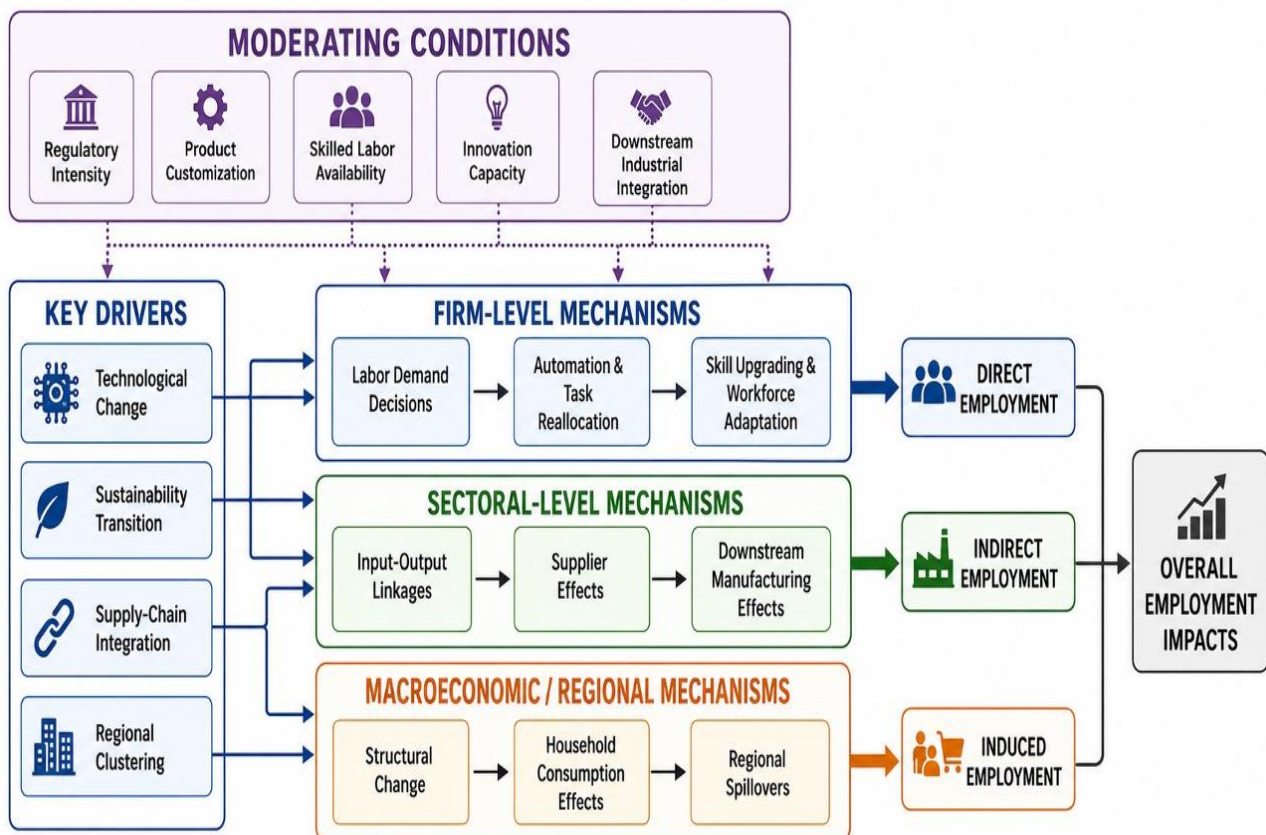 MODERATING CONDITIONS
Regulatory
Intensity
Product
Customization
Skilled Labor
Availability
Innovation
Capacity
Downstream
Industrial
Integration
KEY DRIVERS
Technological
Change
Sustainability
Transition
Supply-Chain
Integration
Regional
Clustering
FIRM-LEVEL MECHANISMS
Labor Demand
Decisions
Automation &
Task
Reallocation
Skill Upgrading &
Workforce
Adaptation
DIRECT
EMPLOYMENT
SECTORAL-LEVEL MECHANISMS
Input-Output
Linkages
Supplier
Effects
Downstream
Manufacturing
Effects
INDIRECT
EMPLOYMENT
MACROECONOMIC / REGIONAL MECHANISMS
Structural
Change
Household
Consumption
Effects
Regional
Spillovers
INDUCED
EMPLOYMENT
OVERALL
EMPLOYMENT
IMPACTS